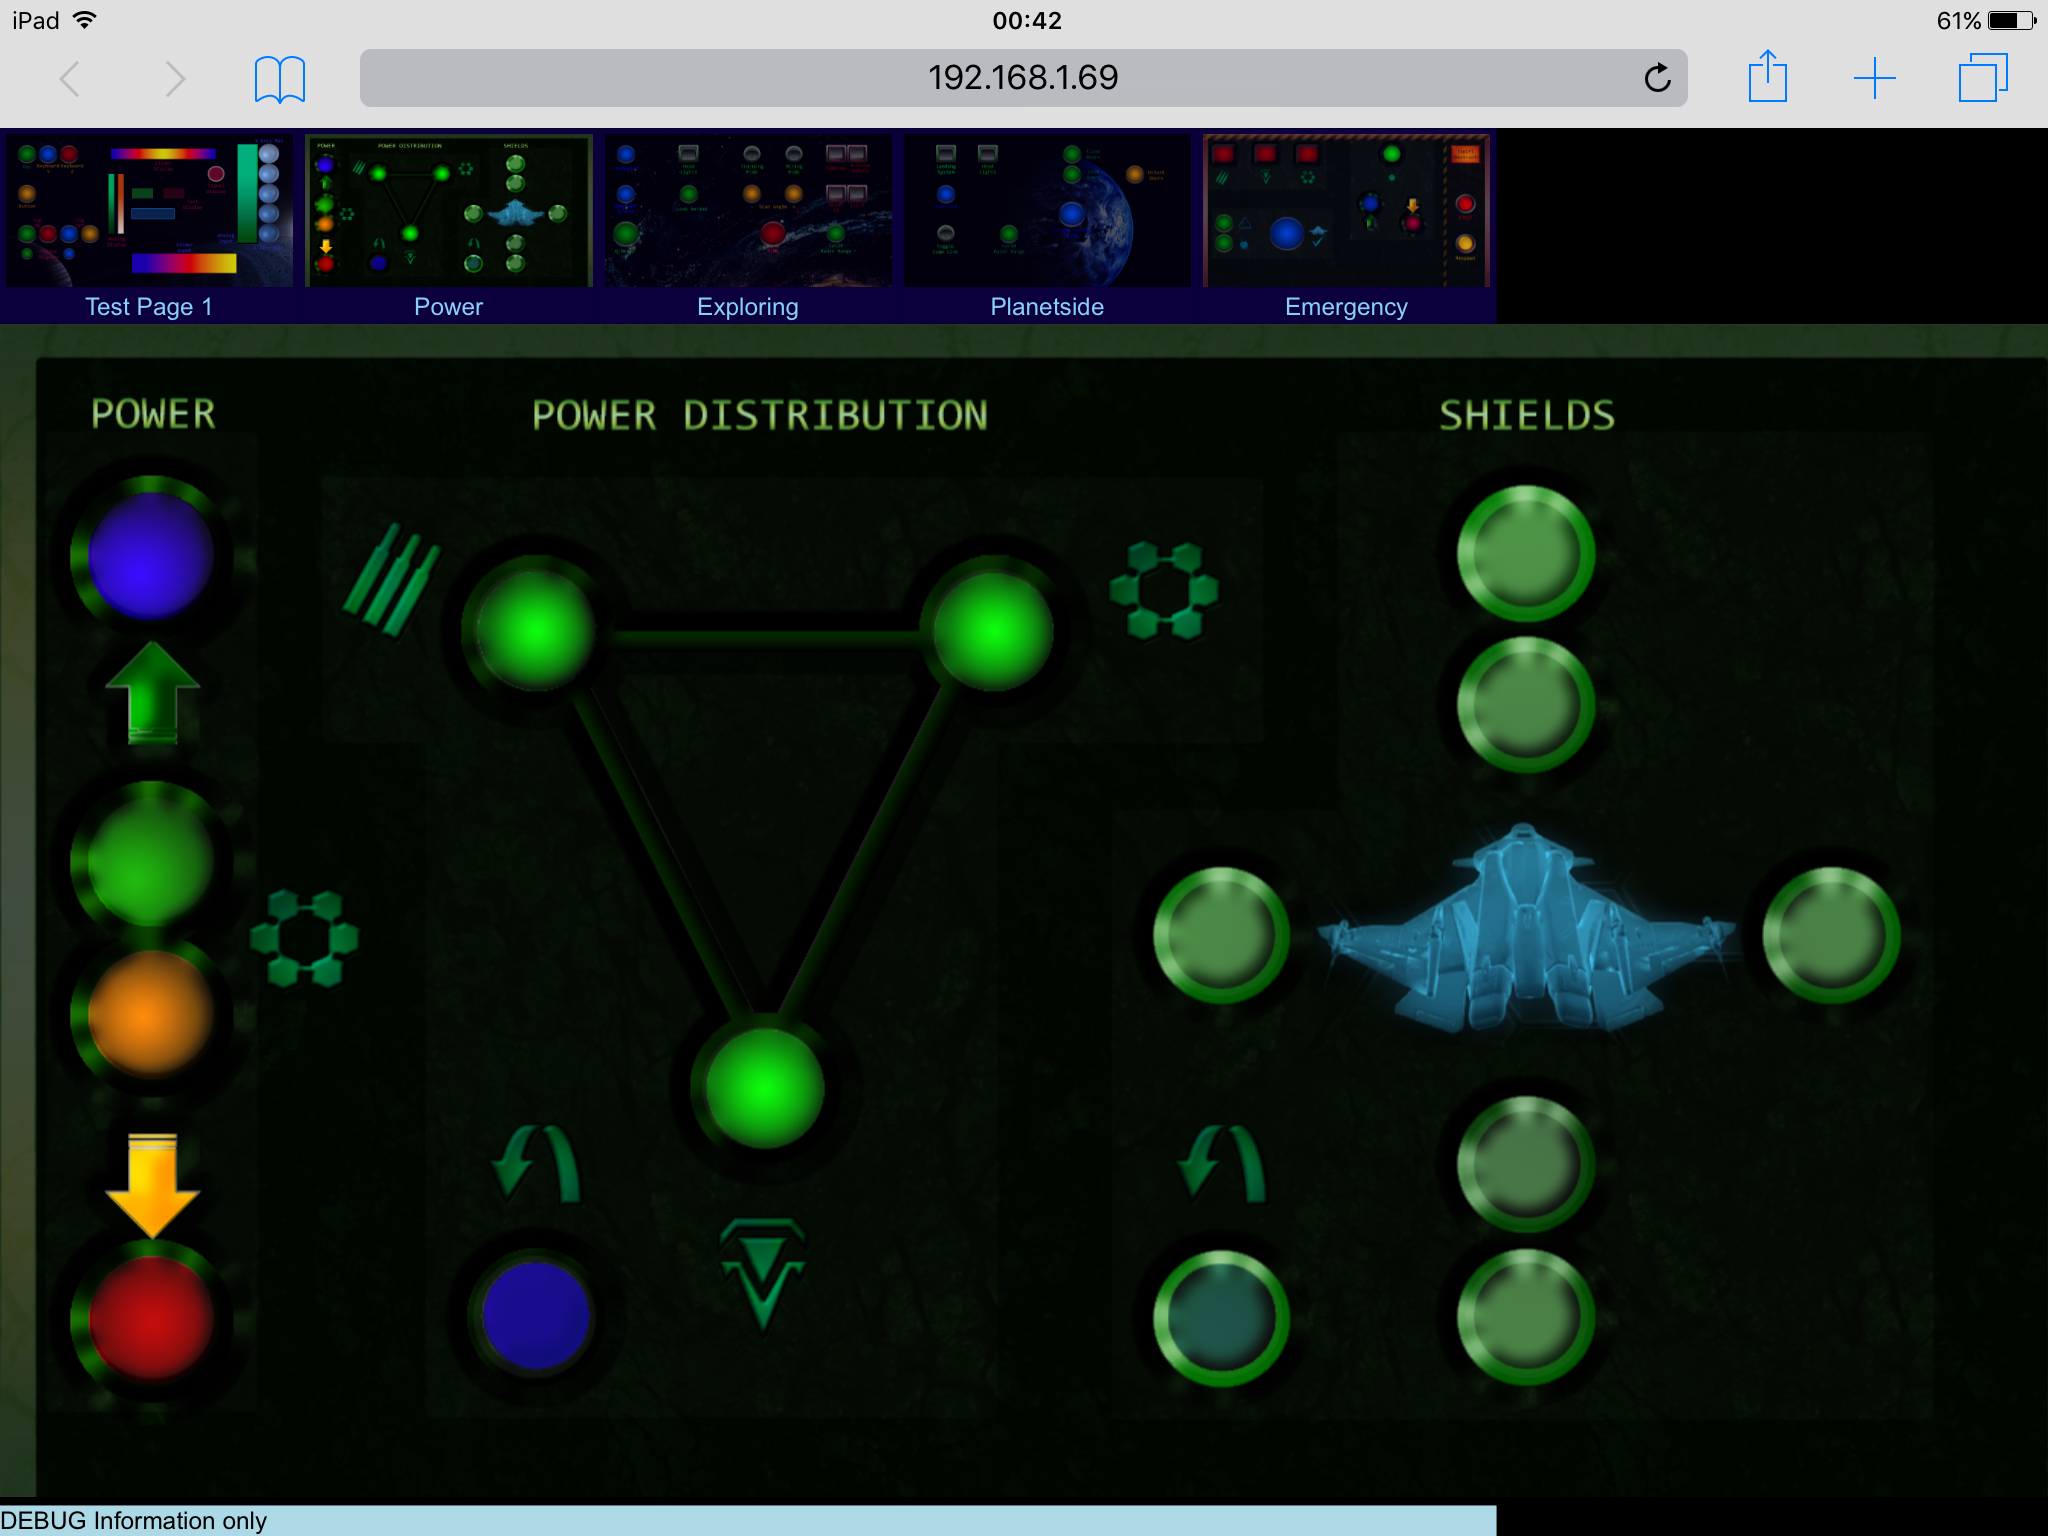 iPad 00:42 61%
192.168.1.69
Test Page 1 Power Exploring Planetside Emergency
POWER POWER DISTRIBUTION SHIELDS
DEBUG Information only